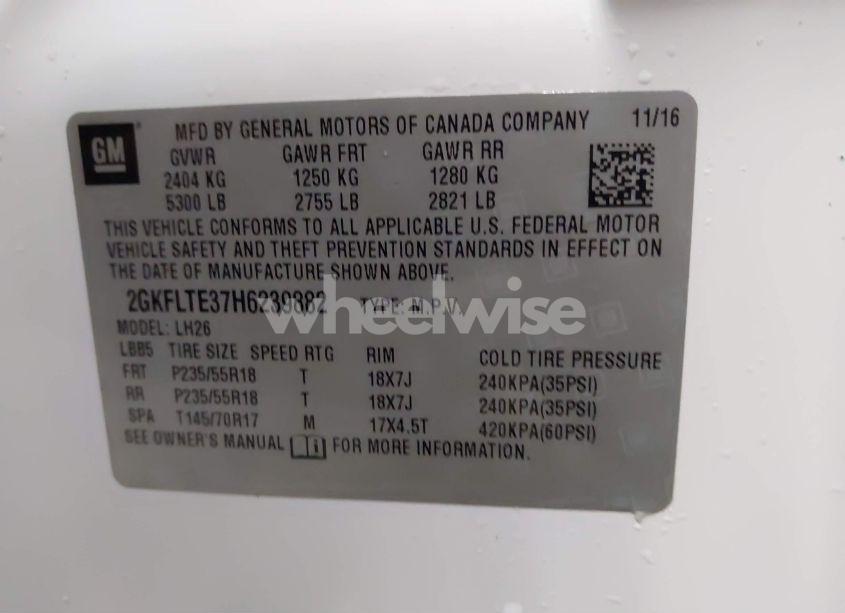 GM
MFD BY GENERAL MOTORS OF CANADA COMPANY 11/16
GVWR GAWR FRT GAWR RR
2404 KG 1250 KG 1280 KG
5300 LB 2755 LB 2821 LB
THIS VEHICLE CONFORMS TO ALL APPLICABLE U.S. FEDERAL MOTOR
VEHICLE SAFETY AND THEFT PREVENTION STANDARDS IN EFFECT ON
THE DATE OF MANUFACTURE SHOWN ABOVE.
2GKFLTE37H6239382 TYPE: M.P.V.
wheelwise
MODEL: LH26
LBB5 TIRE SIZE SPEED RTG RIM COLD TIRE PRESSURE
FRT P235/55R18 T 18X7J 240KPA(35PSI)
RR P235/55R18 T 18X7J 240KPA(35PSI)
SPA T145/70R17 M 17X4.5T 420KPA(60PSI)
SEE OWNER'S MANUAL FOR MORE INFORMATION.